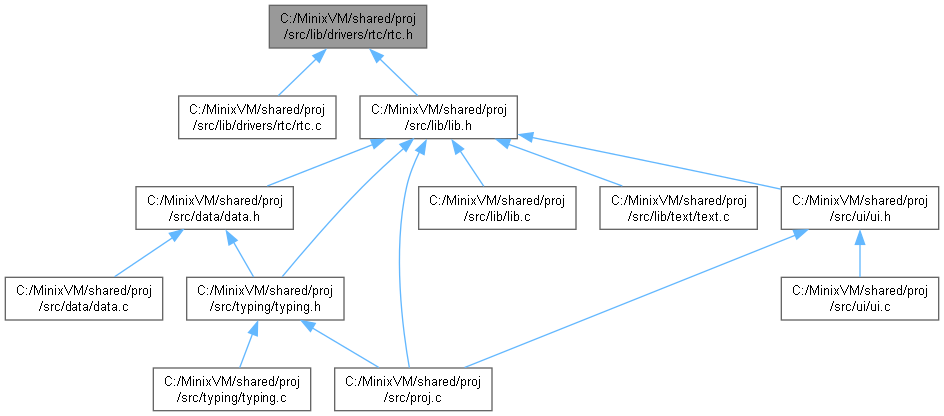 C:/MinixVM/shared/proj
/src/lib/drivers/rtc/rtc.h
C:/MinixVM/shared/proj
/src/lib/drivers/rtc/rtc.c
C:/MinixVM/shared/proj
/src/lib/lib.h
C:/MinixVM/shared/proj
/src/data/data.h
C:/MinixVM/shared/proj
/src/lib/lib.c
C:/MinixVM/shared/proj
/src/lib/text/text.c
C:/MinixVM/shared/proj
/src/ui/ui.h
C:/MinixVM/shared/proj
/src/data/data.c
C:/MinixVM/shared/proj
/src/typing/typing.h
C:/MinixVM/shared/proj
/src/ui/ui.c
C:/MinixVM/shared/proj
/src/typing/typing.c
C:/MinixVM/shared/proj
/src/proj.c